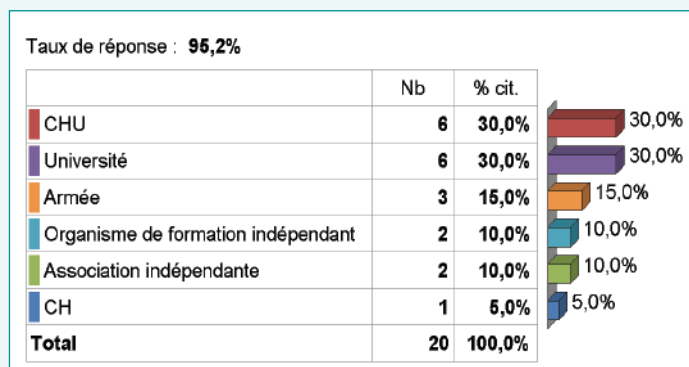 Taux de réponse : 95,2%
Nb % cit.
CHU 6 30,0% 30,0%
Université 6 30,0% 30,0%
Armée 3 15,0% 15,0%
Organisme de formation indépendant 2 10,0% 10,0%
Association indépendante 2 10,0% 10,0%
CH 1 5,0% 5,0%
Total 20 100,0%